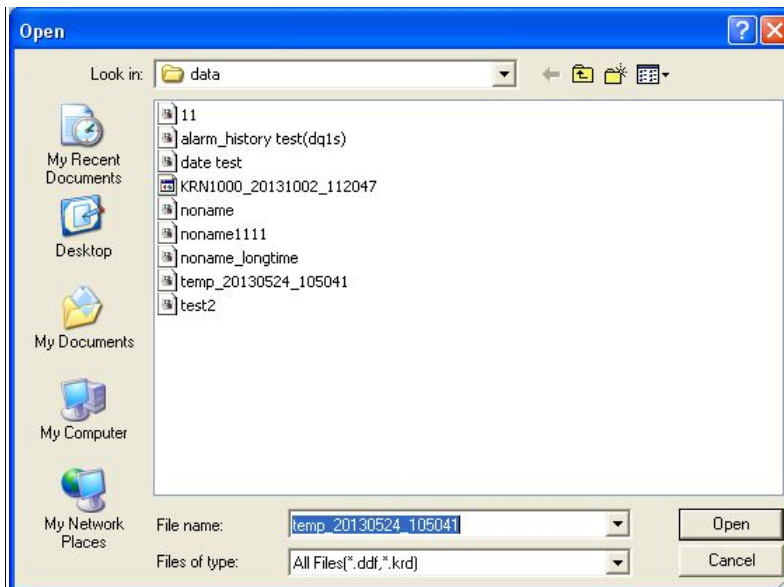 Open
Look in:
data
11
alarm_history test(dq1s)
date test
KRN1000_20131002_112047
noname
noname1111
noname_longtime
temp_20130524_105041
test2
My Recent
Documents
Desktop
My Documents
My Computer
My Network
Places
File name:
temp_20130524_105041
Open
Files of type:
All Files(*.ddf,*.krd)
Cancel